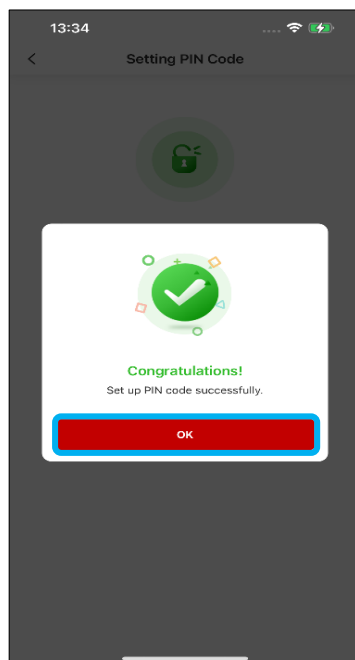 13:34
Setting PIN Code
Congratulations!
Set up PIN code successfully.
OK